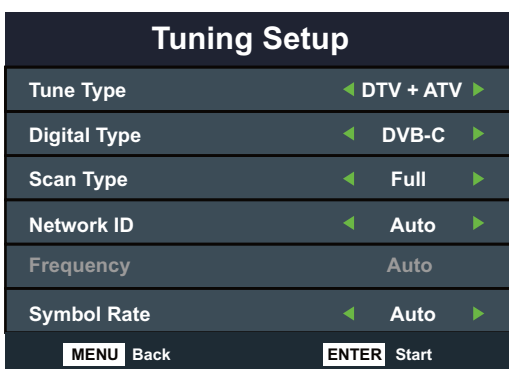 Tuning Setup
Tune Type DTV + ATV
Digital Type DVB-C
Scan Type Full
Network ID Auto
Frequency Auto
Symbol Rate Auto
MENU Back ENTER Start